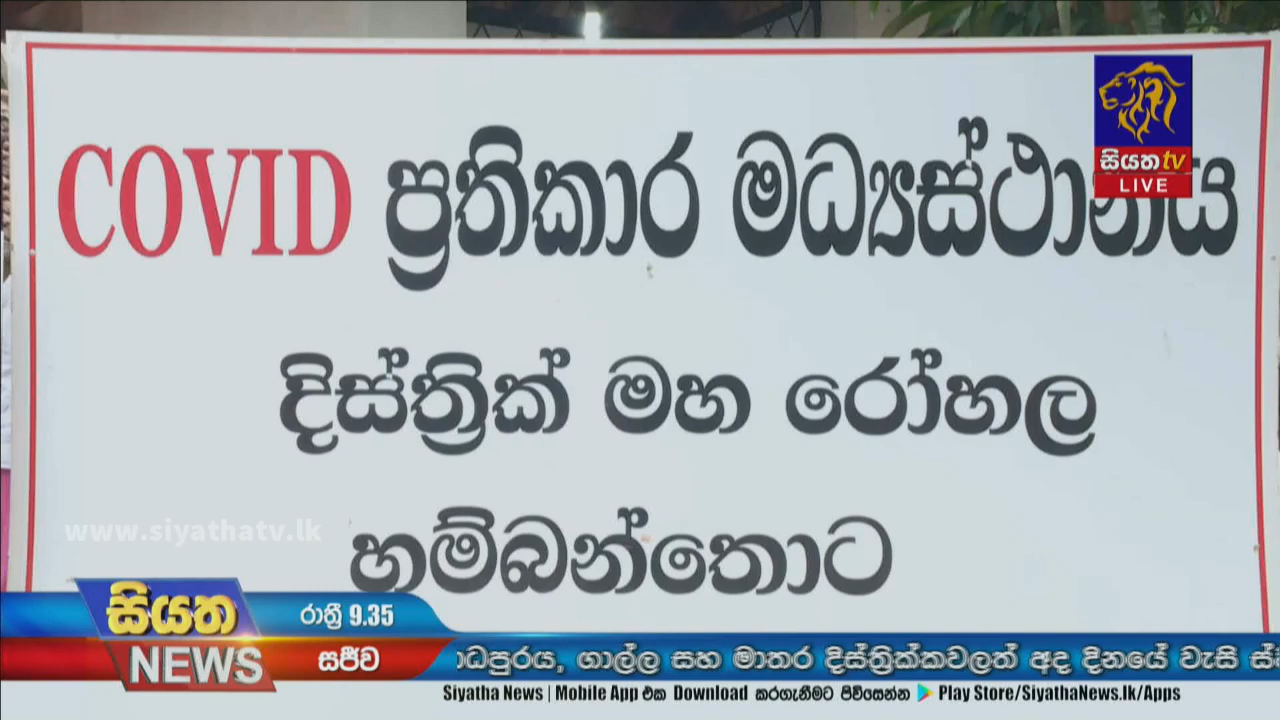 COVID ප්‍රතිකාර මධ්‍යස්ථානය
සියත tv
LIVE
දිස්ත්‍රික් මහ රෝහල
හම්බන්තොට
www.siyathatv.lk
සියත
NEWS
රාත්‍රී 9.35
සජීව
ාධපුරය, ගාල්ල සහ මාතර දිස්ත්‍රික්කවලත් අද දිනයේ වැසි
Siyatha News | Mobile App එක Download කරගැනීමට පිවිසෙන්න Play Store/SiyathaNews.lk/Apps